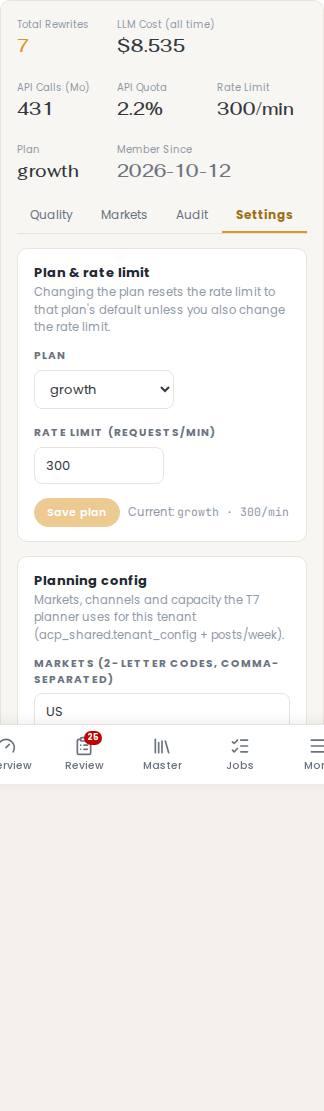 Total Rewrites
7
LLM Cost (all time)
$8.535
API Calls (Mo)
431
API Quota
2.2%
Rate Limit
300/min
Plan
growth
Member Since
2026-10-12
Quality
Markets
Audit
Settings
Plan & rate limit
Changing the plan resets the rate limit to
that plan's default unless you also change
the rate limit.
PLAN
growth
RATE LIMIT (REQUESTS/MIN)
300
Save plan
Current: growth · 300/min
Planning config
Markets, channels and capacity the T7
planner uses for this tenant
(acp_shared.tenant_config + posts/week).
MARKETS (2-LETTER CODES, COMMA-
SEPARATED)
US
erview
Review
25
Master
Jobs
Mor